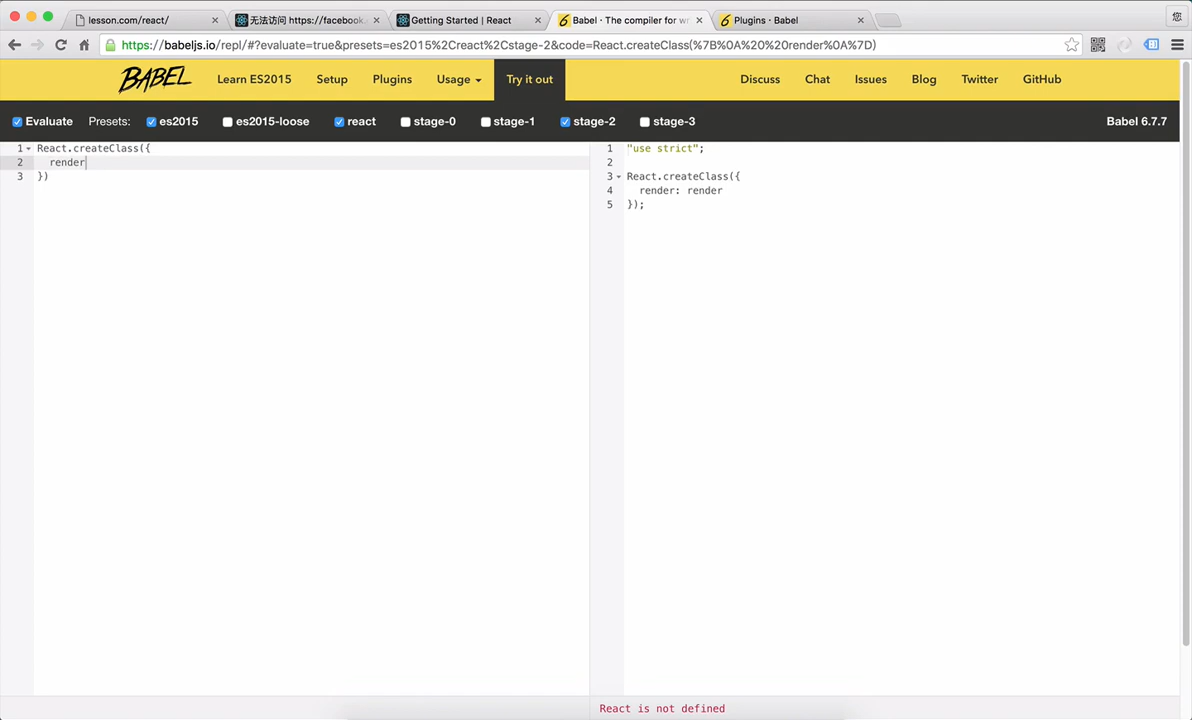 lesson.com/react/
无法访问 https://facebook.
Getting Started | React
Babel · The compiler for wr
Plugins · Babel
您
https://babeljs.io/repl/#?evaluate=true&presets=es2015%2Creact%2Cstage-2&code=React.createClass(%7B%0A%20%20render%0A%7D)
BABEL
Learn ES2015
Setup
Plugins
Usage
Try it out
Discuss
Chat
Issues
Blog
Twitter
GitHub
Evaluate
Presets:
es2015
es2015-loose
react
stage-0
stage-1
stage-2
stage-3
Babel 6.7.7
1 React.createClass({
2 render
3 })
1 "use strict";
2
3 React.createClass({
4 render: render
5 });
React is not defined